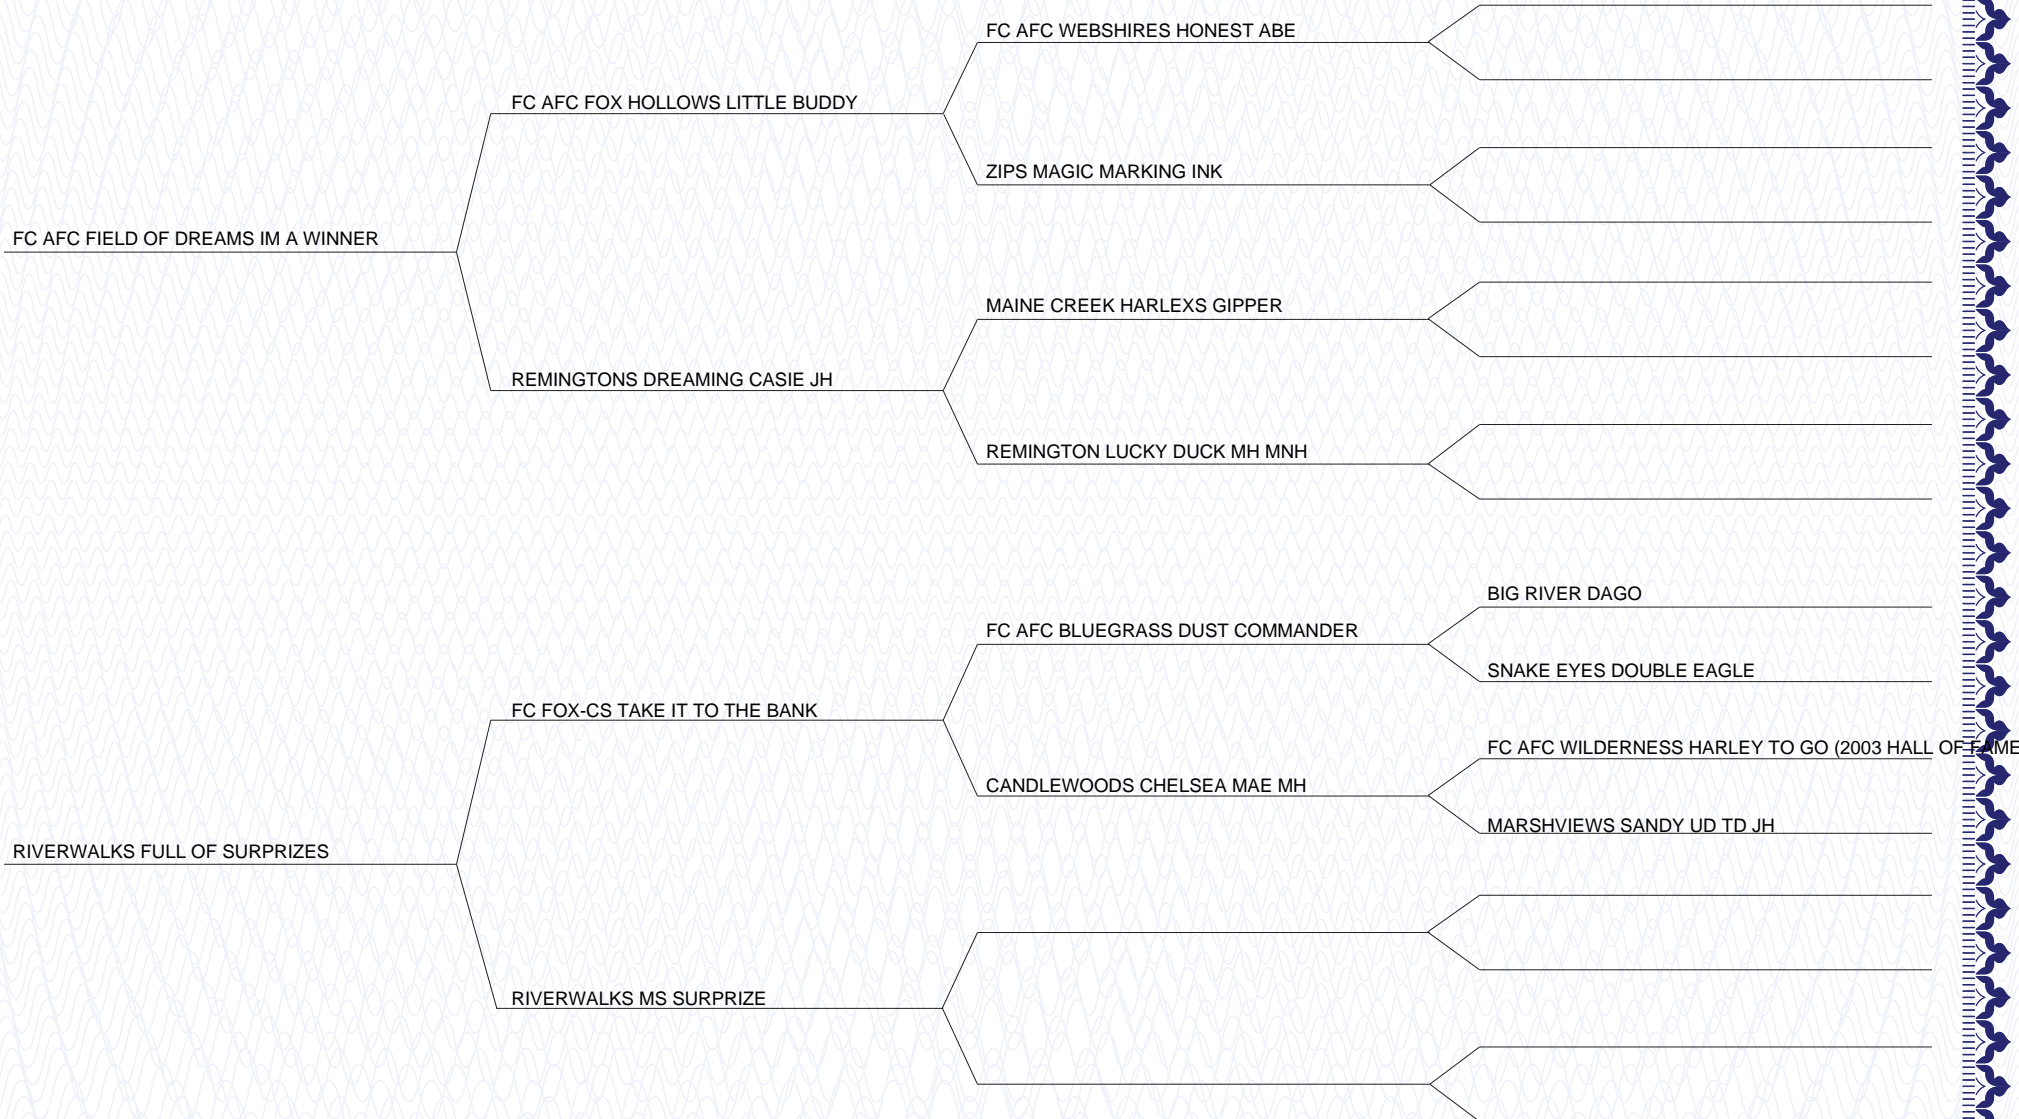 FC AFC WEBSHIRES HONEST ABE
FC AFC FOX HOLLOWS LITTLE BUDDY
ZIPS MAGIC MARKING INK
FC AFC FIELD OF DREAMS IM A WINNER
MAINE CREEK HARLEXS GIPPER
REMINGTONS DREAMING CASIE JH
REMINGTON LUCKY DUCK MH MNH
BIG RIVER DAGO
FC AFC BLUEGRASS DUST COMMANDER
SNAKE EYES DOUBLE EAGLE
FC FOX-CS TAKE IT TO THE BANK
FC AFC WILDERNESS HARLEY TO GO (2003 HALL OF FAME
CANDLEWOODS CHELSEA MAE MH
MARSHVIEWS SANDY UD TD JH
RIVERWALKS FULL OF SURPRIZES
RIVERWALKS MS SURPRIZE